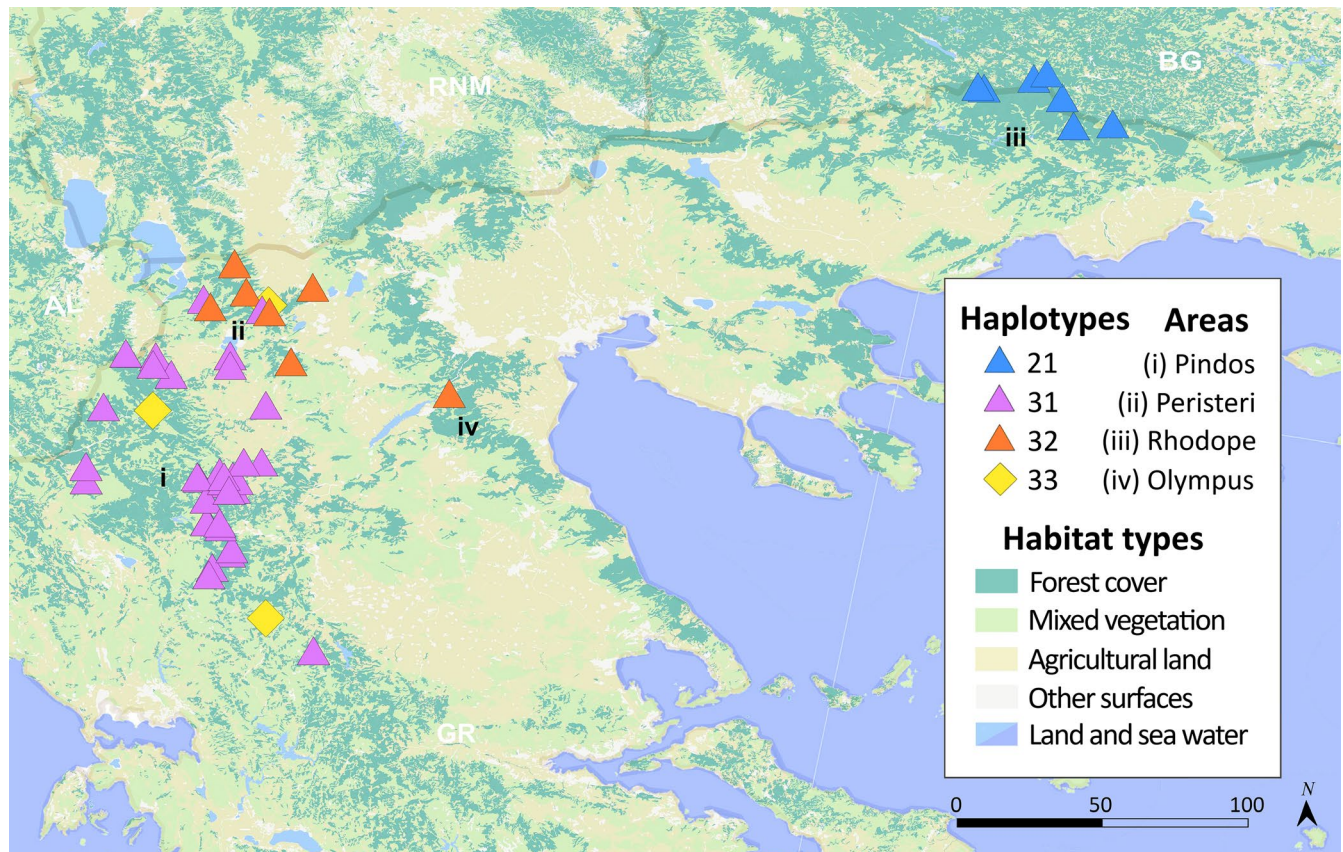 RNM
BG
iii
AL
ii
iv
i
GR
Haplotypes Areas
21 (i) Pindos
31 (ii) Peristeri
32 (iii) Rhodope
33 (iv) Olympus
Habitat types
Forest cover
Mixed vegetation
Agricultural land
Other surfaces
Land and sea water
N
0 50 100